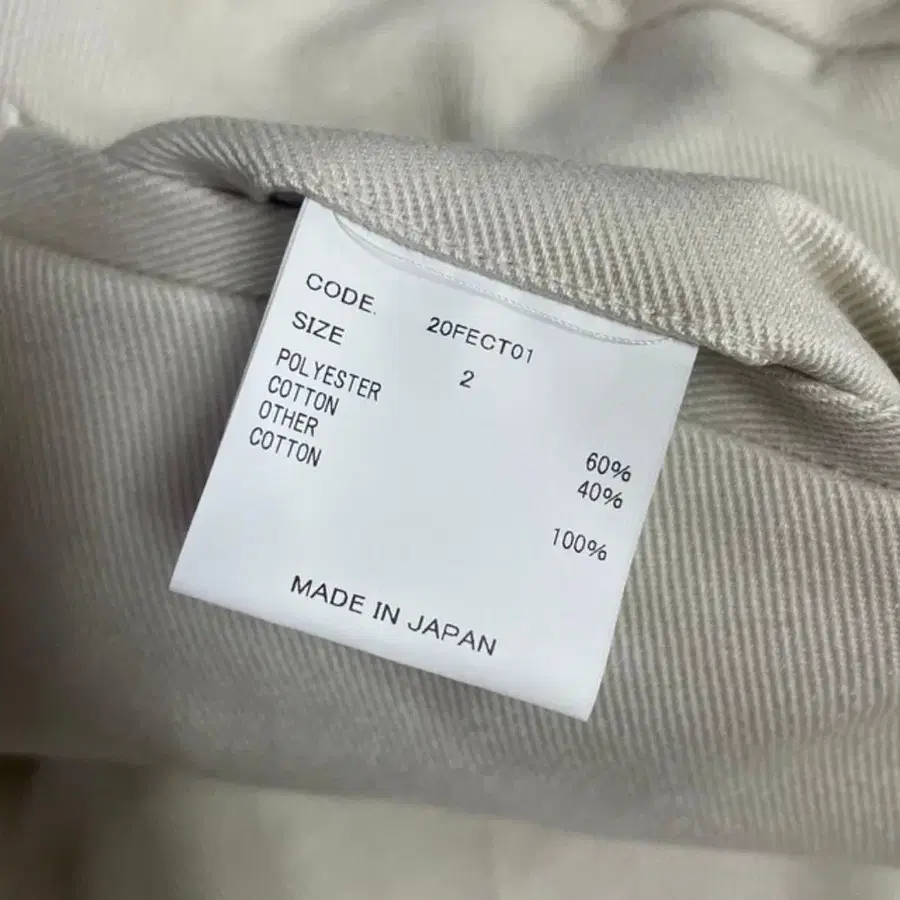 CODE. 20FECT01
SIZE 2
POLYESTER 60%
COTTON 40%
OTHER
COTTON 100%
MADE IN JAPAN